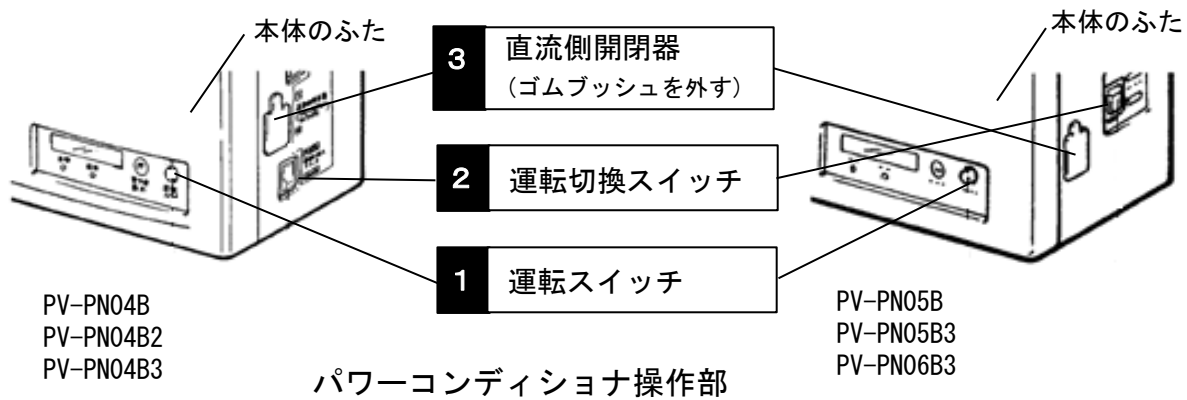 本体のふた
本体のふた
3 直流側開閉器
(ゴムブッシュを外す)
2 運転切換スイッチ
1 運転スイッチ
PV-PN04B
PV-PN04B2
PV-PN04B3
PV-PN05B
PV-PN05B3
PV-PN06B3
パワーコンディショナ操作部